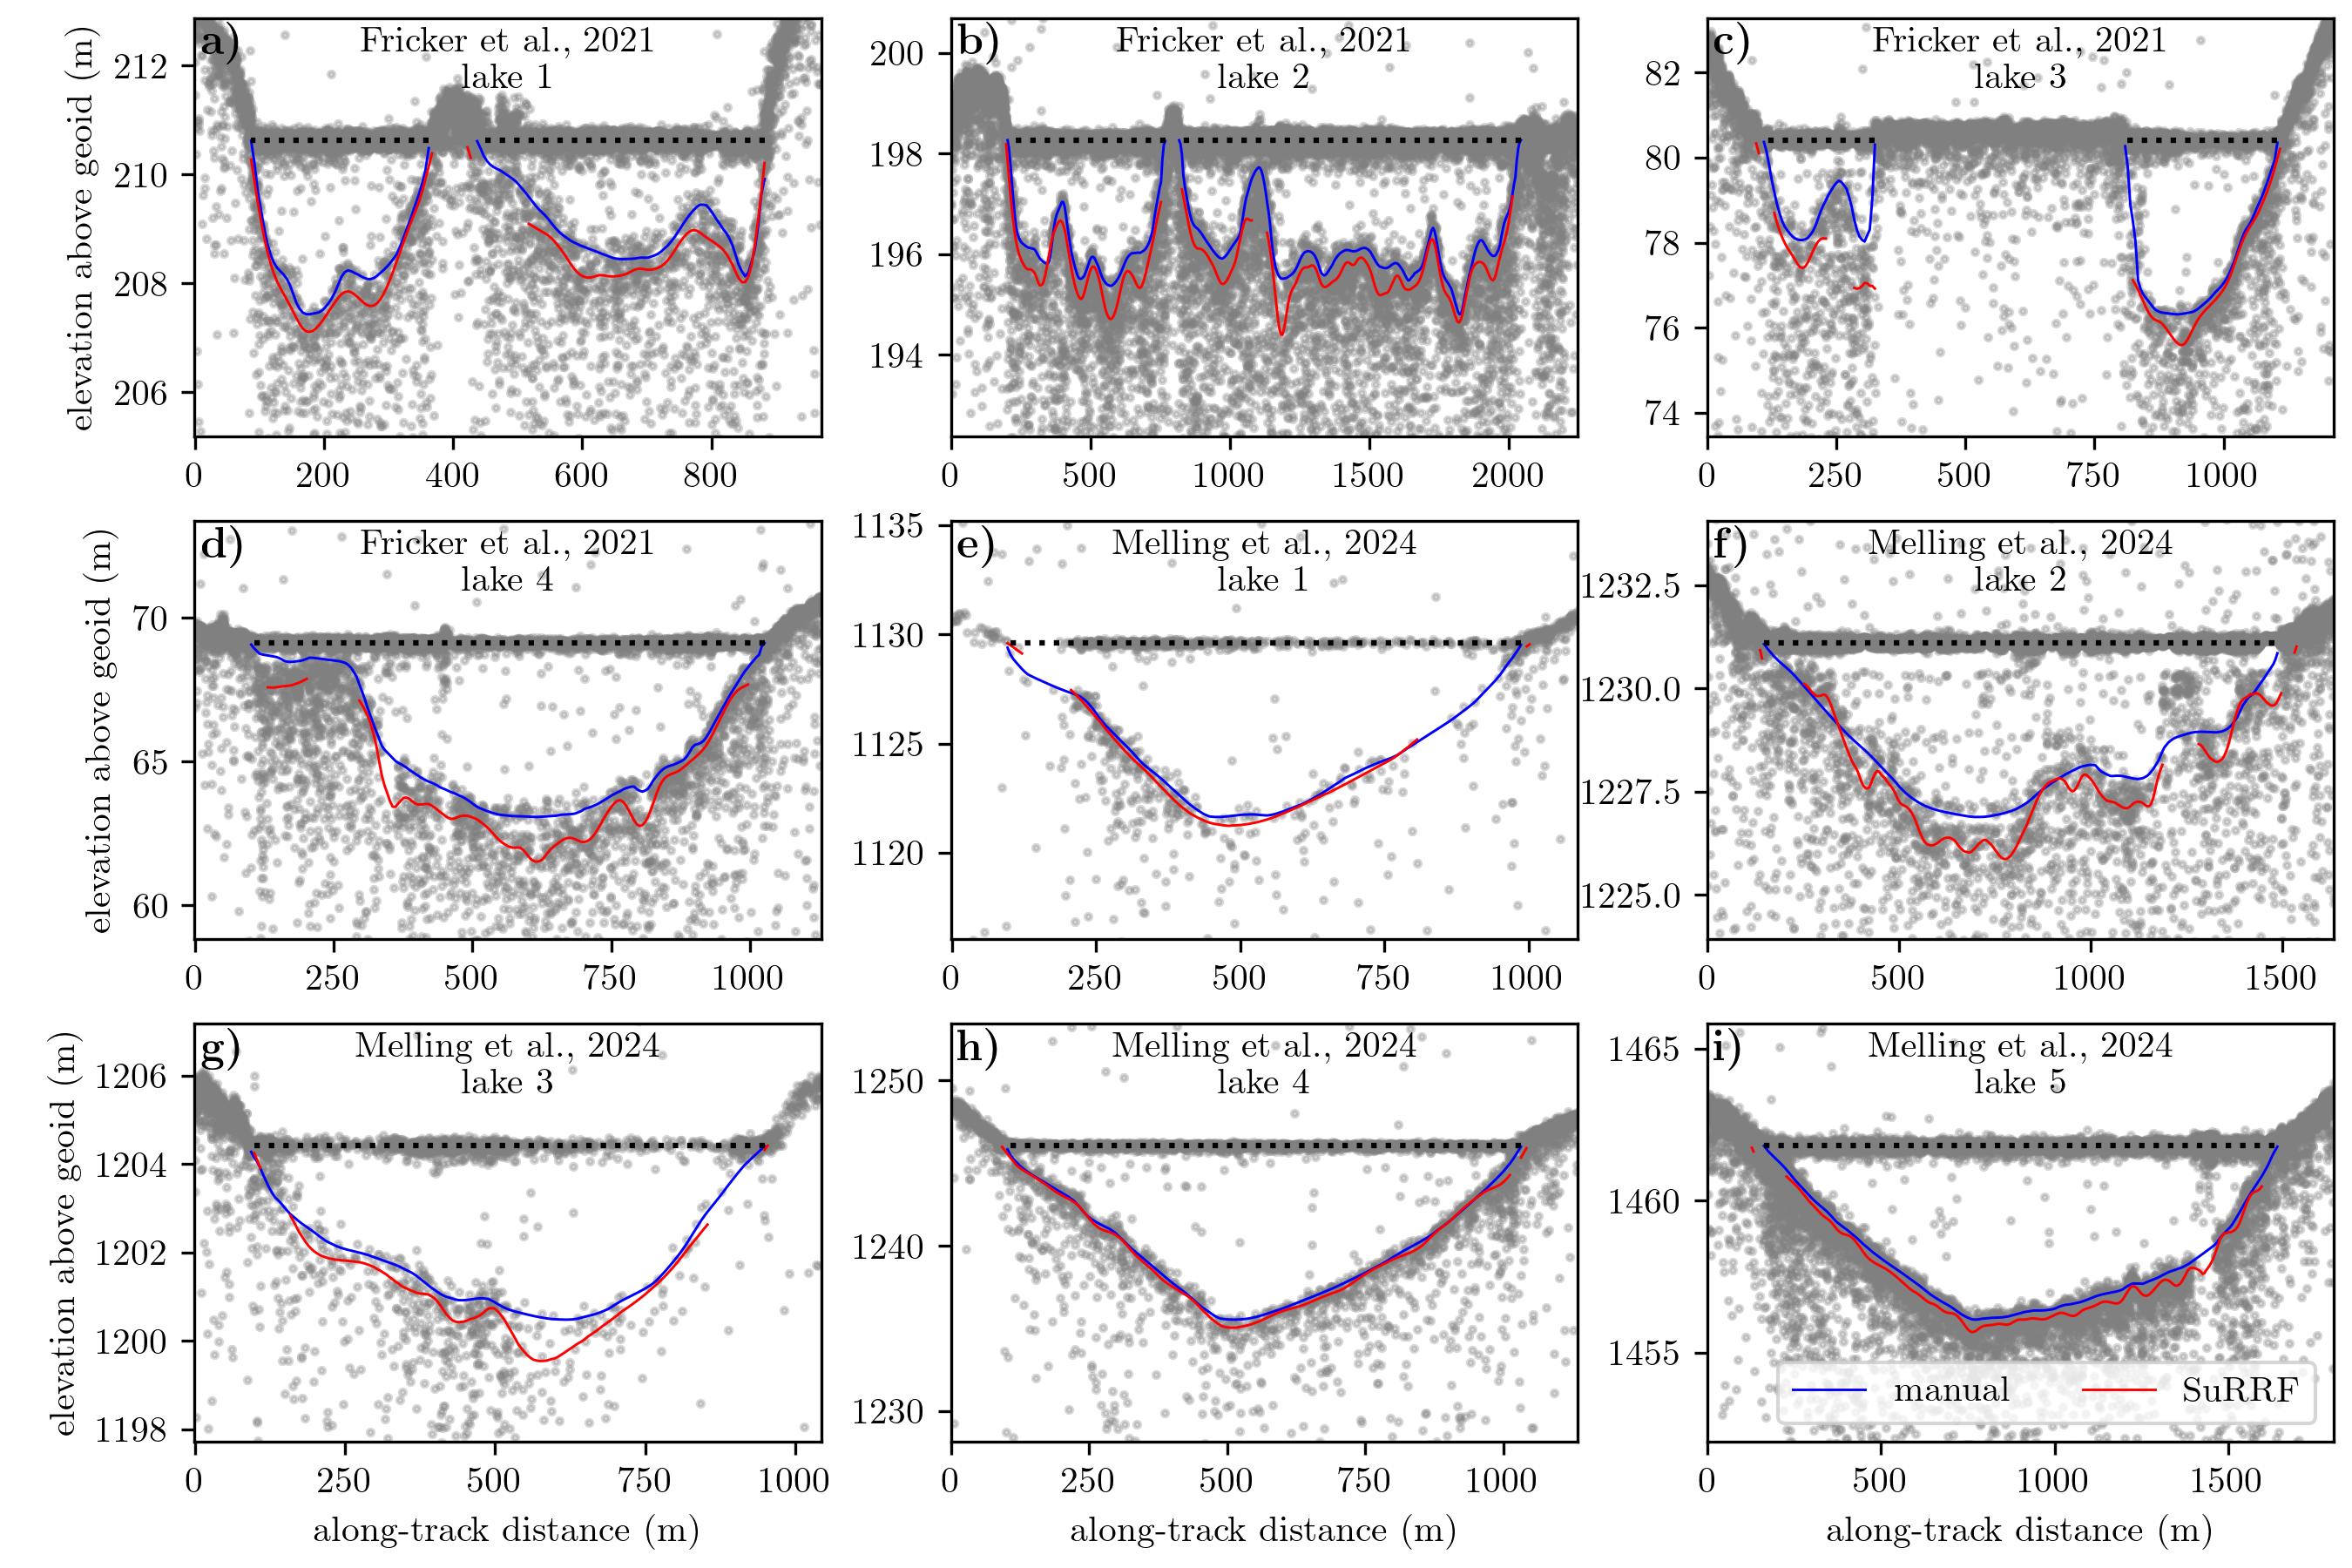 a)
Fricker et al., 2021
lake 1
elevation above geoid (m)
212
210
208
206
0 200 400 600 800
b)
Fricker et al., 2021
lake 2
200
198
196
194
0 500 1000 1500 2000
c)
Fricker et al., 2021
lake 3
82
80
78
76
74
0 250 500 750 1000
d)
Fricker et al., 2021
lake 4
elevation above geoid (m)
70
65
60
0 250 500 750 1000
e)
Melling et al., 2024
lake 1
1135
1130
1125
1120
0 250 500 750 1000
f)
Melling et al., 2024
lake 2
1232.5
1230.0
1227.5
1225.0
0 500 1000 1500
g)
Melling et al., 2024
lake 3
elevation above geoid (m)
1206
1204
1202
1200
1198
0 250 500 750 1000
along-track distance (m)
h)
Melling et al., 2024
lake 4
1250
1240
1230
0 250 500 750 1000
along-track distance (m)
i)
Melling et al., 2024
lake 5
1465
1460
1455
manual SuRRF
0 500 1000 1500
along-track distance (m)